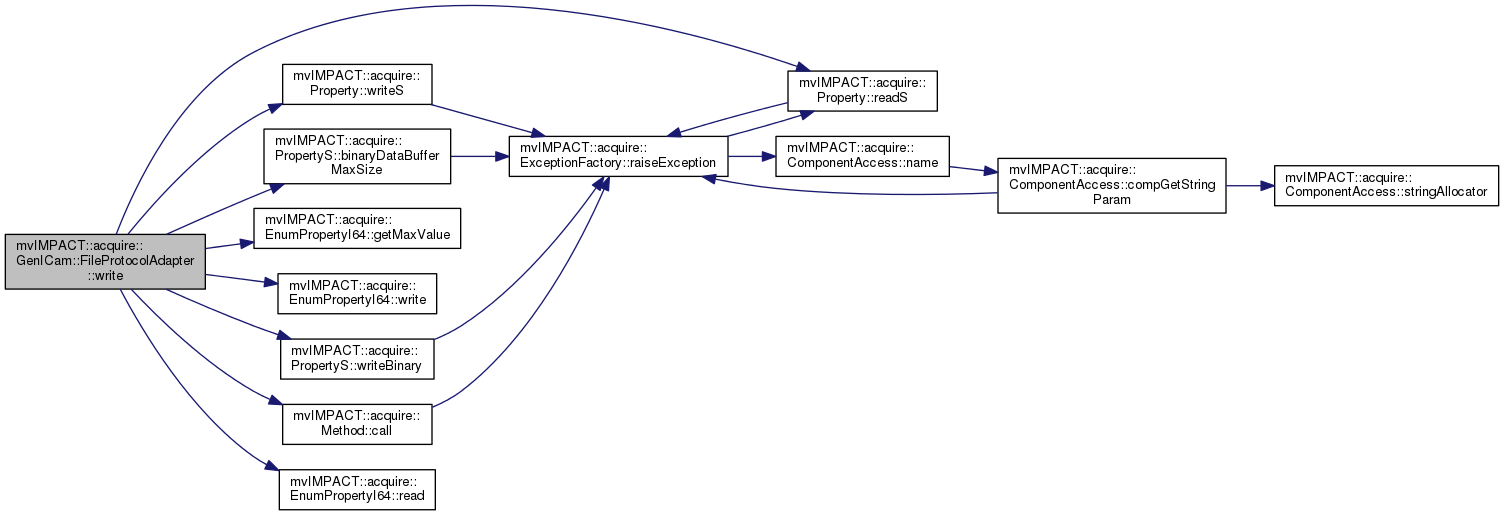 mvIMPACT::acquire::
GenICam::FileProtocolAdapter
::write
mvIMPACT::acquire::
Property::writeS
mvIMPACT::acquire::
PropertyS::binaryDataBuffer
MaxSize
mvIMPACT::acquire::
EnumPropertyI64::getMaxValue
mvIMPACT::acquire::
EnumPropertyI64::write
mvIMPACT::acquire::
PropertyS::writeBinary
mvIMPACT::acquire::
Method::call
mvIMPACT::acquire::
EnumPropertyI64::read
mvIMPACT::acquire::
ExceptionFactory::raiseException
mvIMPACT::acquire::
Property::readS
mvIMPACT::acquire::
ComponentAccess::name
mvIMPACT::acquire::
ComponentAccess::compGetString
Param
mvIMPACT::acquire::
ComponentAccess::stringAllocator